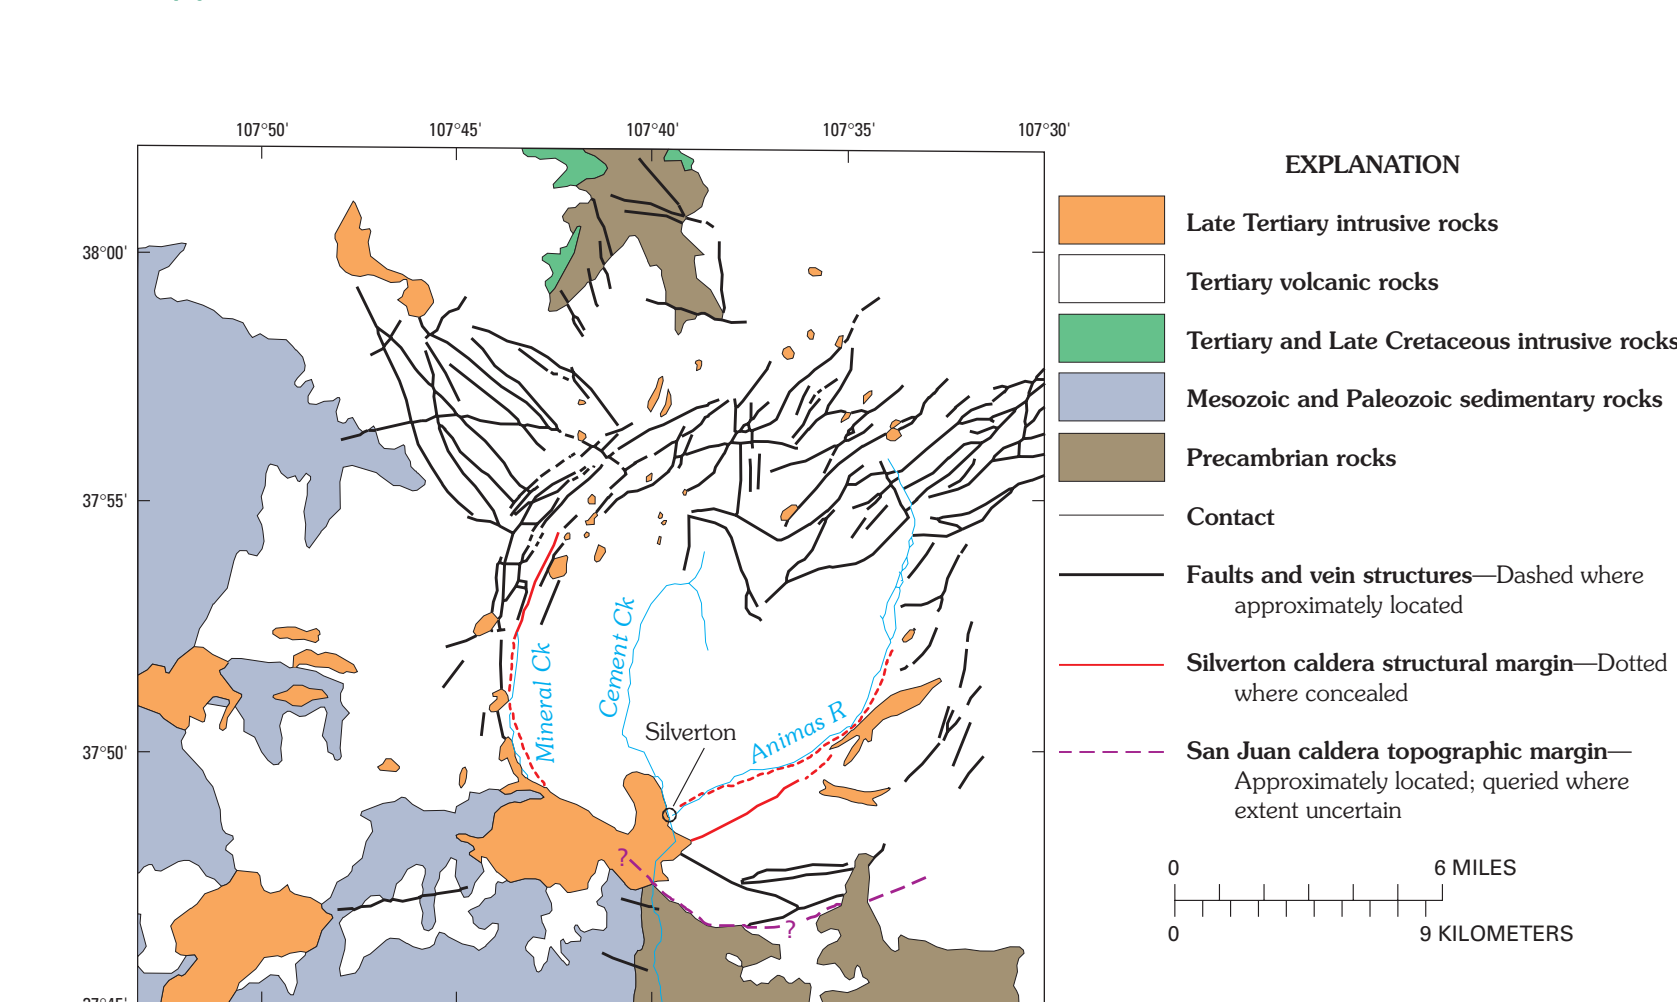 107°50'
107°45'
107°40'
107°35'
107°30'
38°00'
37°55'
37°50'
Mineral Ck
Cement Ck
Silverton
Animas R
?
?
EXPLANATION
Late Tertiary intrusive rocks
Tertiary volcanic rocks
Tertiary and Late Cretaceous intrusive rocks
Mesozoic and Paleozoic sedimentary rocks
Precambrian rocks
Contact
Faults and vein structures—Dashed where
approximately located
Silverton caldera structural margin—Dotted
where concealed
San Juan caldera topographic margin—
Approximately located; queried where
extent uncertain
0 6 MILES
0 9 KILOMETERS